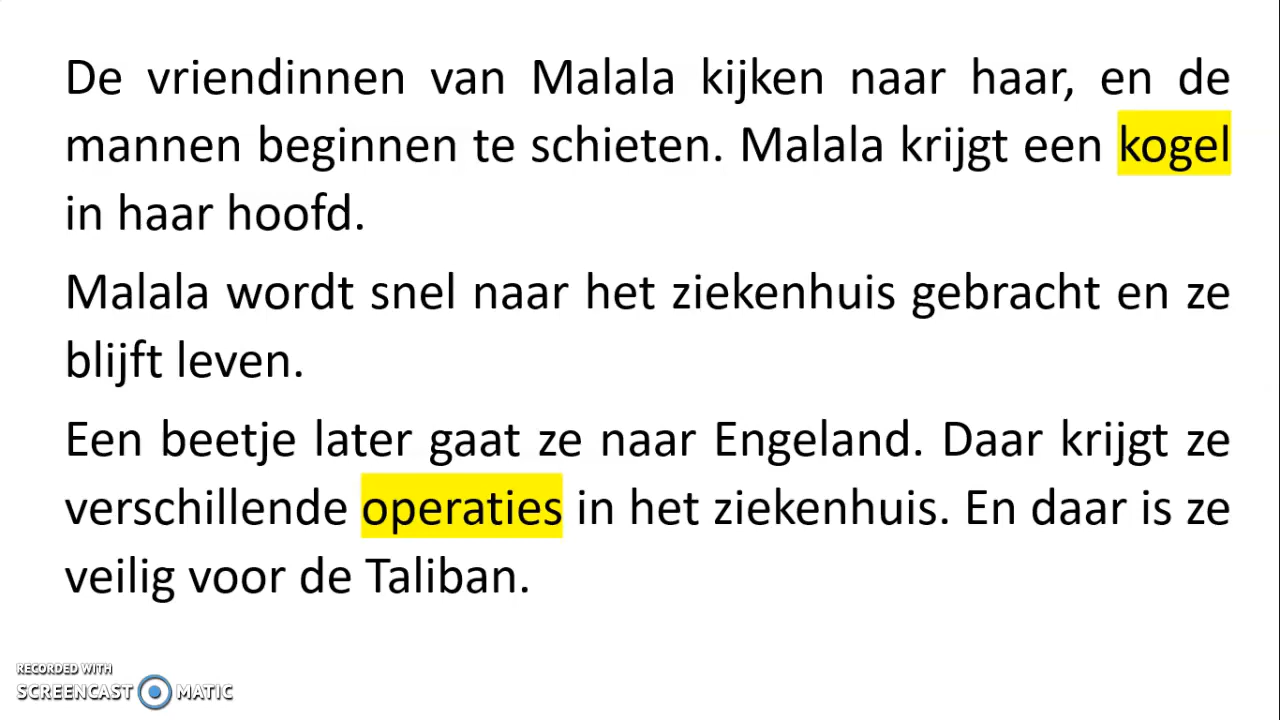 De vriendinnen van Malala kijken naar haar, en de
mannen beginnen te schieten. Malala krijgt een kogel
in haar hoofd.
Malala wordt snel naar het ziekenhuis gebracht en ze
blijft leven.
Een beetje later gaat ze naar Engeland. Daar krijgt ze
verschillende operaties in het ziekenhuis. En daar is ze
veilig voor de Taliban.
RECORDED WITH
SCREENCAST MATIC